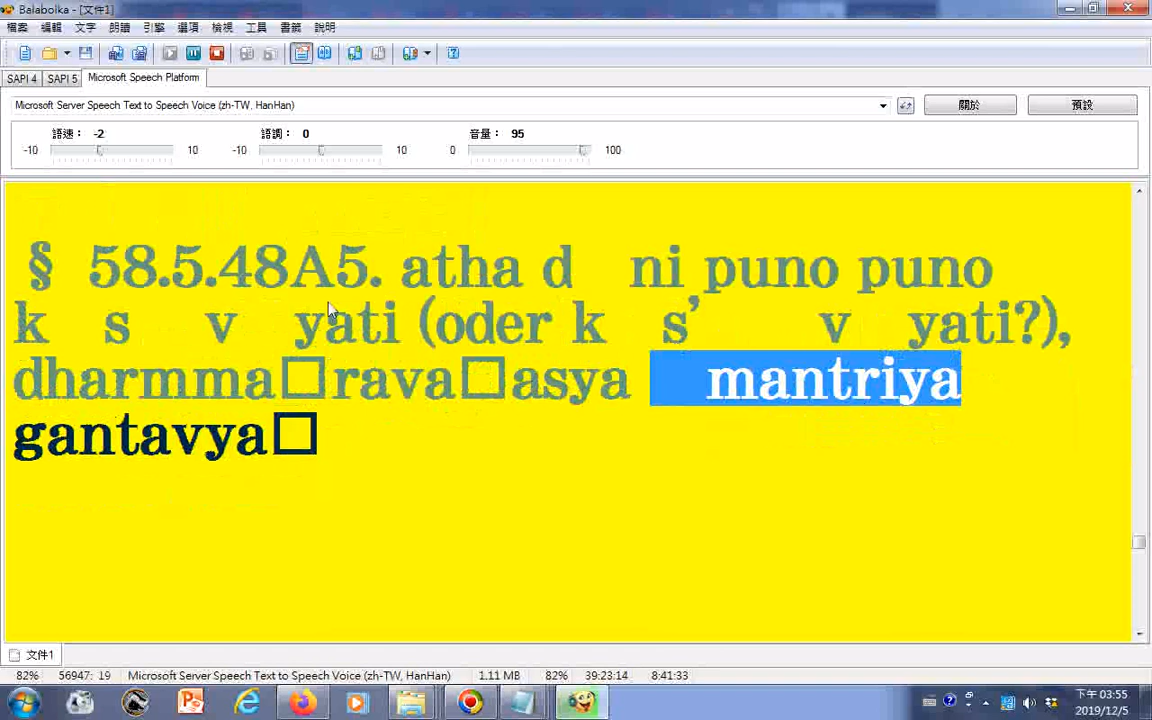 Balabolka - [文件1]
檔案 編輯 文字 朗讀 引擎 選項 檢視 工具 書籤 說明
SAPI 4 SAPI 5 Microsoft Speech Platform
Microsoft Server Speech Text to Speech Voice (zh-TW, HanHan) 關於 預設
語速： -2 語調： 0 音量： 95
-10 10 -10 10 0 100
§ 58.5.48A5. atha d ni puno puno
k s v yati (oder k s’ v yati?),
dharmma□rava□asya mantriya
gantavya□
文件1
82% 56947: 19 Microsoft Server Speech Text to Speech Voice (zh-TW, HanHan) 1.11 MB 82% 39:23:14 8:41:33
下午 03:55
2019/12/5